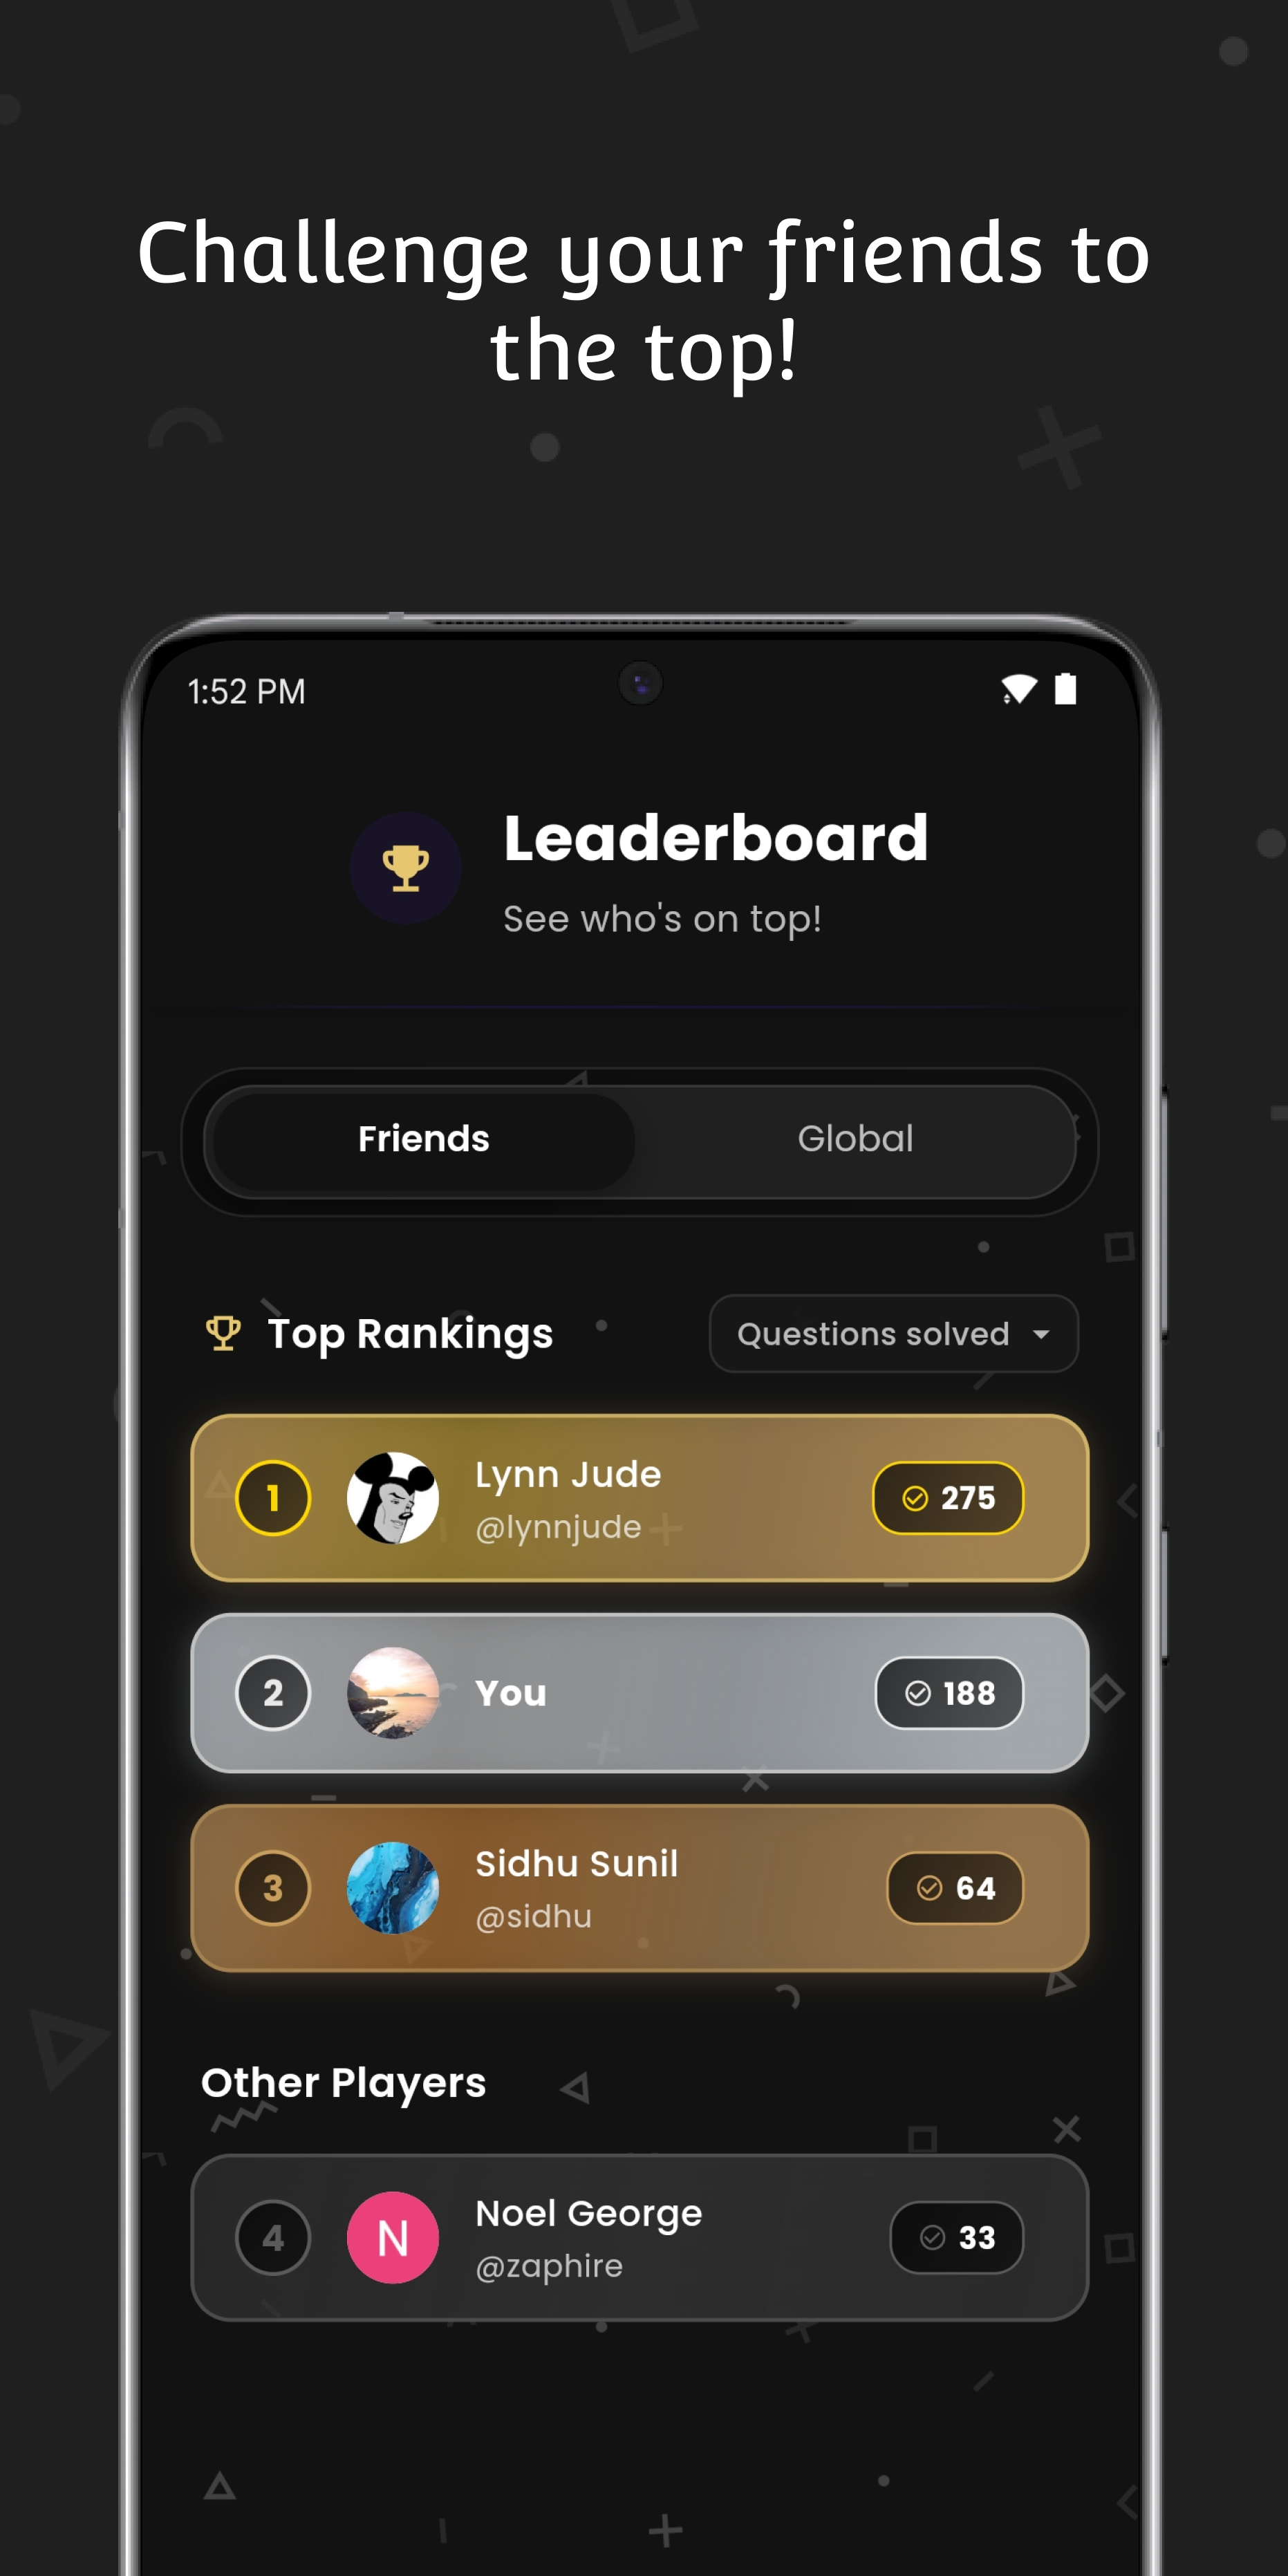 Challenge your friends to
the top!
1:52 PM
Leaderboard
See who's on top!
Friends
Global
Top Rankings
Questions solved
1
Lynn Jude
@lynnjude
275
2
You
188
3
Sidhu Sunil
@sidhu
64
Other Players
4
N
Noel George
@zaphire
33